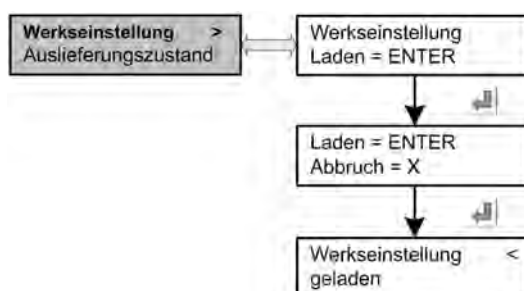 Werkseinstellung >
Auslieferungszustand
Werkseinstellung
Laden = ENTER
Laden = ENTER
Abbruch = X
Werkseinstellung <
geladen